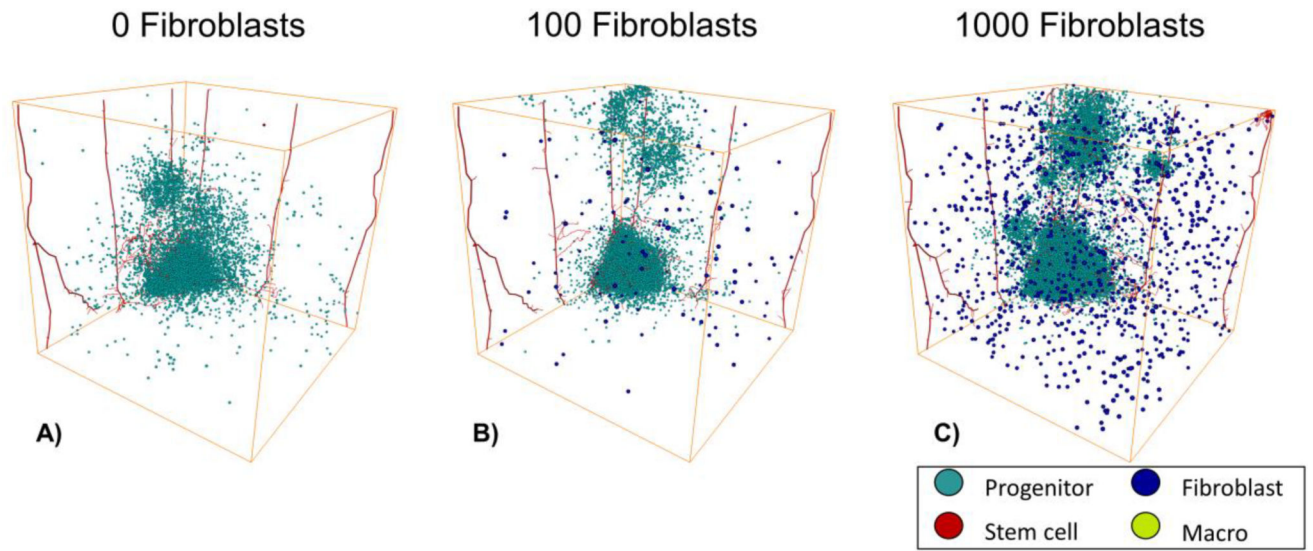 0 Fibroblasts
100 Fibroblasts
1000 Fibroblasts
A)
B)
C)
Progenitor
Fibroblast
Stem cell
Macro